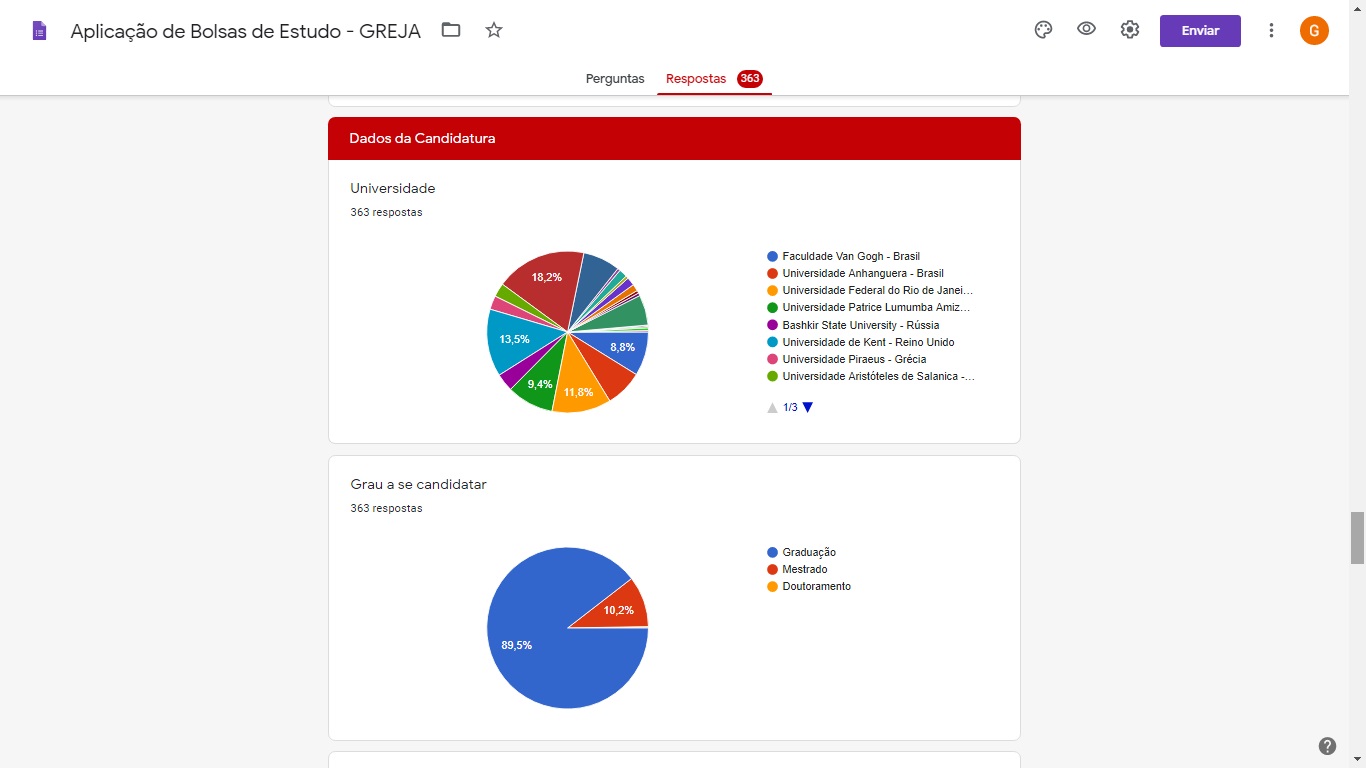 Aplicação de Bolsas de Estudo - GREJA
Enviar
G
Perguntas
Respostas 363
Dados da Candidatura
Universidade
363 respostas
18,2%
13,5%
9,4%
11,8%
8,8%
Faculdade Van Gogh - Brasil
Universidade Anhanguera - Brasil
Universidade Federal do Rio de Janei...
Universidade Patrice Lumumba Amiz...
Bashkir State University - Rússia
Universidade de Kent - Reino Unido
Universidade Piraeus - Grécia
Universidade Aristóteles de Salanica -...
1/3
Grau a se candidatar
363 respostas
89,5%
10,2%
Graduação
Mestrado
Doutoramento